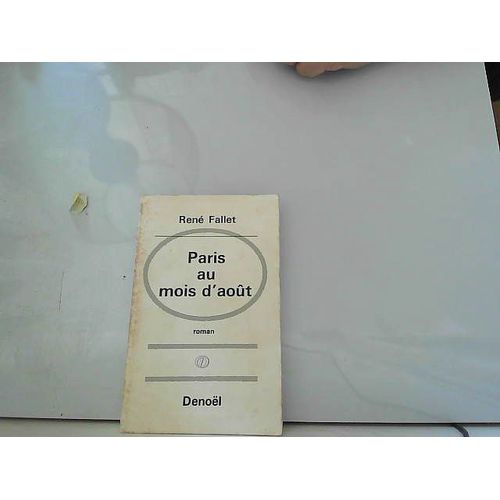 René Fallet
Paris
au
mois d'août
roman
Denoël